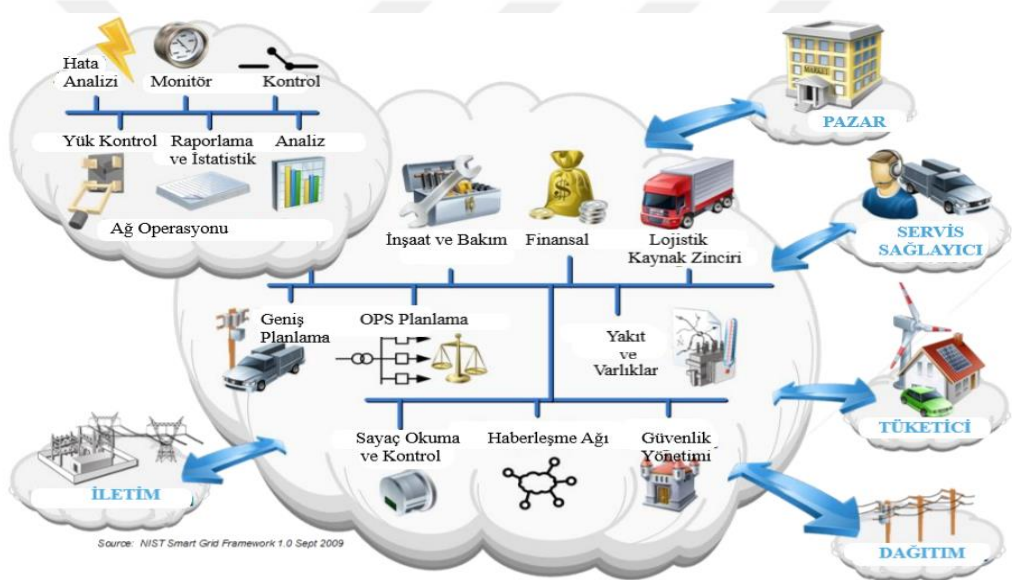 Hata
Analizi
Monitör
Kontrol
Yük Kontrol
Raporlama
ve İstatistik
Analiz
Ağ Operasyonu
İnşaat ve Bakım
Finansal
Lojistik
Kaynak Zinciri
MARKET
PAZAR
SERVİS
SAĞLAYICI
Geniş
Planlama
OPS Planlama
Yakıt
ve
Varlıklar
TÜKETİCİ
Sayaç Okuma
ve Kontrol
Haberleşme Ağı
Güvenlik
Yönetimi
İLETİM
DAĞITIM
Source: NIST Smart Grid Framework 1.0 Sept 2009